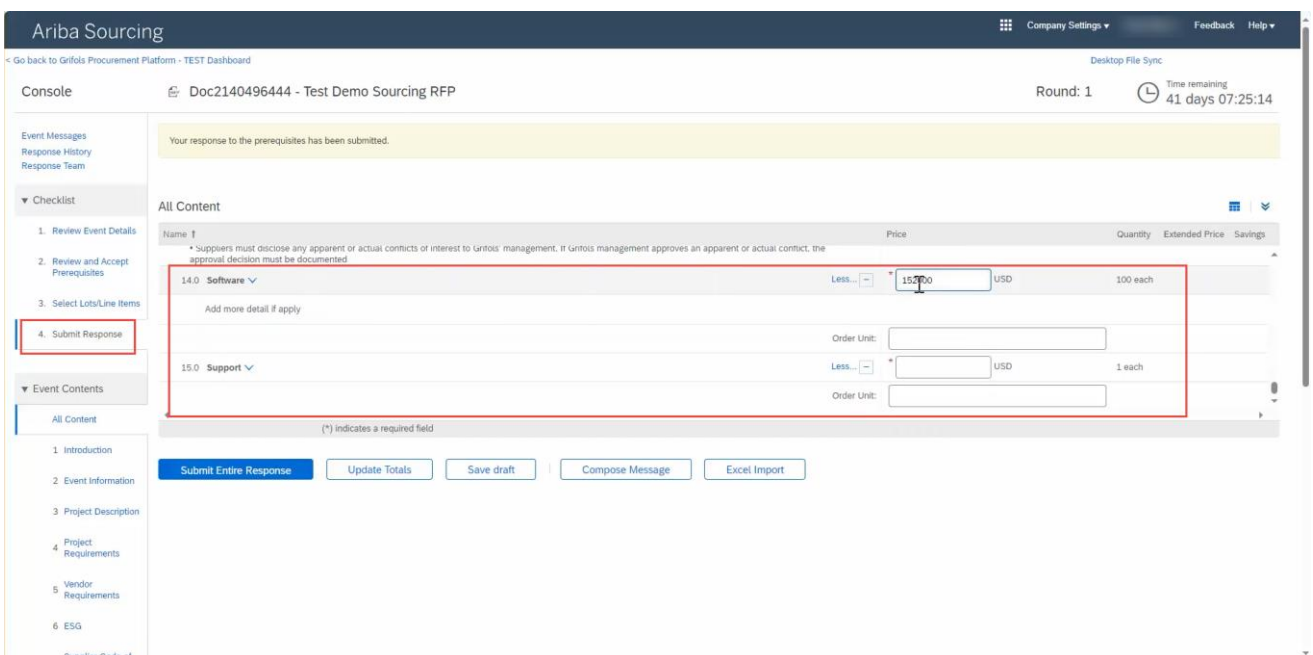 Ariba Sourcing
Company Settings ▾
Feedback Help ▾
< Go back to Grifols Procurement Platform - TEST Dashboard
Desktop File Sync
Console
Doc2140496444 - Test Demo Sourcing RFP
Round: 1
Time remaining
41 days 07:25:14
Event Messages
Response History
Response Team
Your response to the prerequisites has been submitted.
▼ Checklist
1. Review Event Details
2. Review and Accept
Prerequisites
3. Select Lots/Line Items
4. Submit Response
All Content
Name ↑ Price Quantity Extended Price Savings
• Suppliers must disclose any apparent or actual conflicts of interest to Grifols' management. If Grifols management approves an apparent or actual conflict, the
approval decision must be documented
14.0 Software Less... * USD 100 each
Add more detail if apply
Order Unit:
15.0 Support Less... * USD 1 each
Order Unit:
(*) indicates a required field
Submit Entire Response Update Totals Save draft Compose Message Excel Import
▼ Event Contents
All Content
1 Introduction
2 Event Information
3 Project Description
4 Project
Requirements
5 Vendor
Requirements
6 ESG